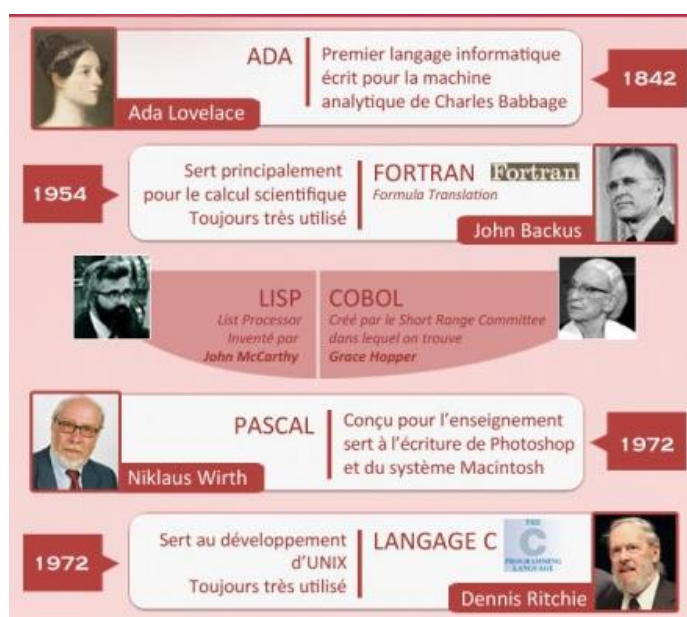 ADA
Premier langage informatique
écrit pour la machine
analytique de Charles Babbage
1842
Ada Lovelace
1954
Sert principalement
pour le calcul scientifique
Toujours très utilisé
FORTRAN Fortran
Formula Translation
John Backus
LISP
List Processor
Inventé par
John McCarthy
COBOL
Créé par le Short Range Committee
dans lequel on trouve
Grace Hopper
PASCAL
Conçu pour l'enseignement
sert à l'écriture de Photoshop
et du système Macintosh
1972
Niklaus Wirth
1972
Sert au développement
d'UNIX
Toujours très utilisé
LANGAGE C
THE
C
PROGRAMMING
LANGUAGE
Dennis Ritchie